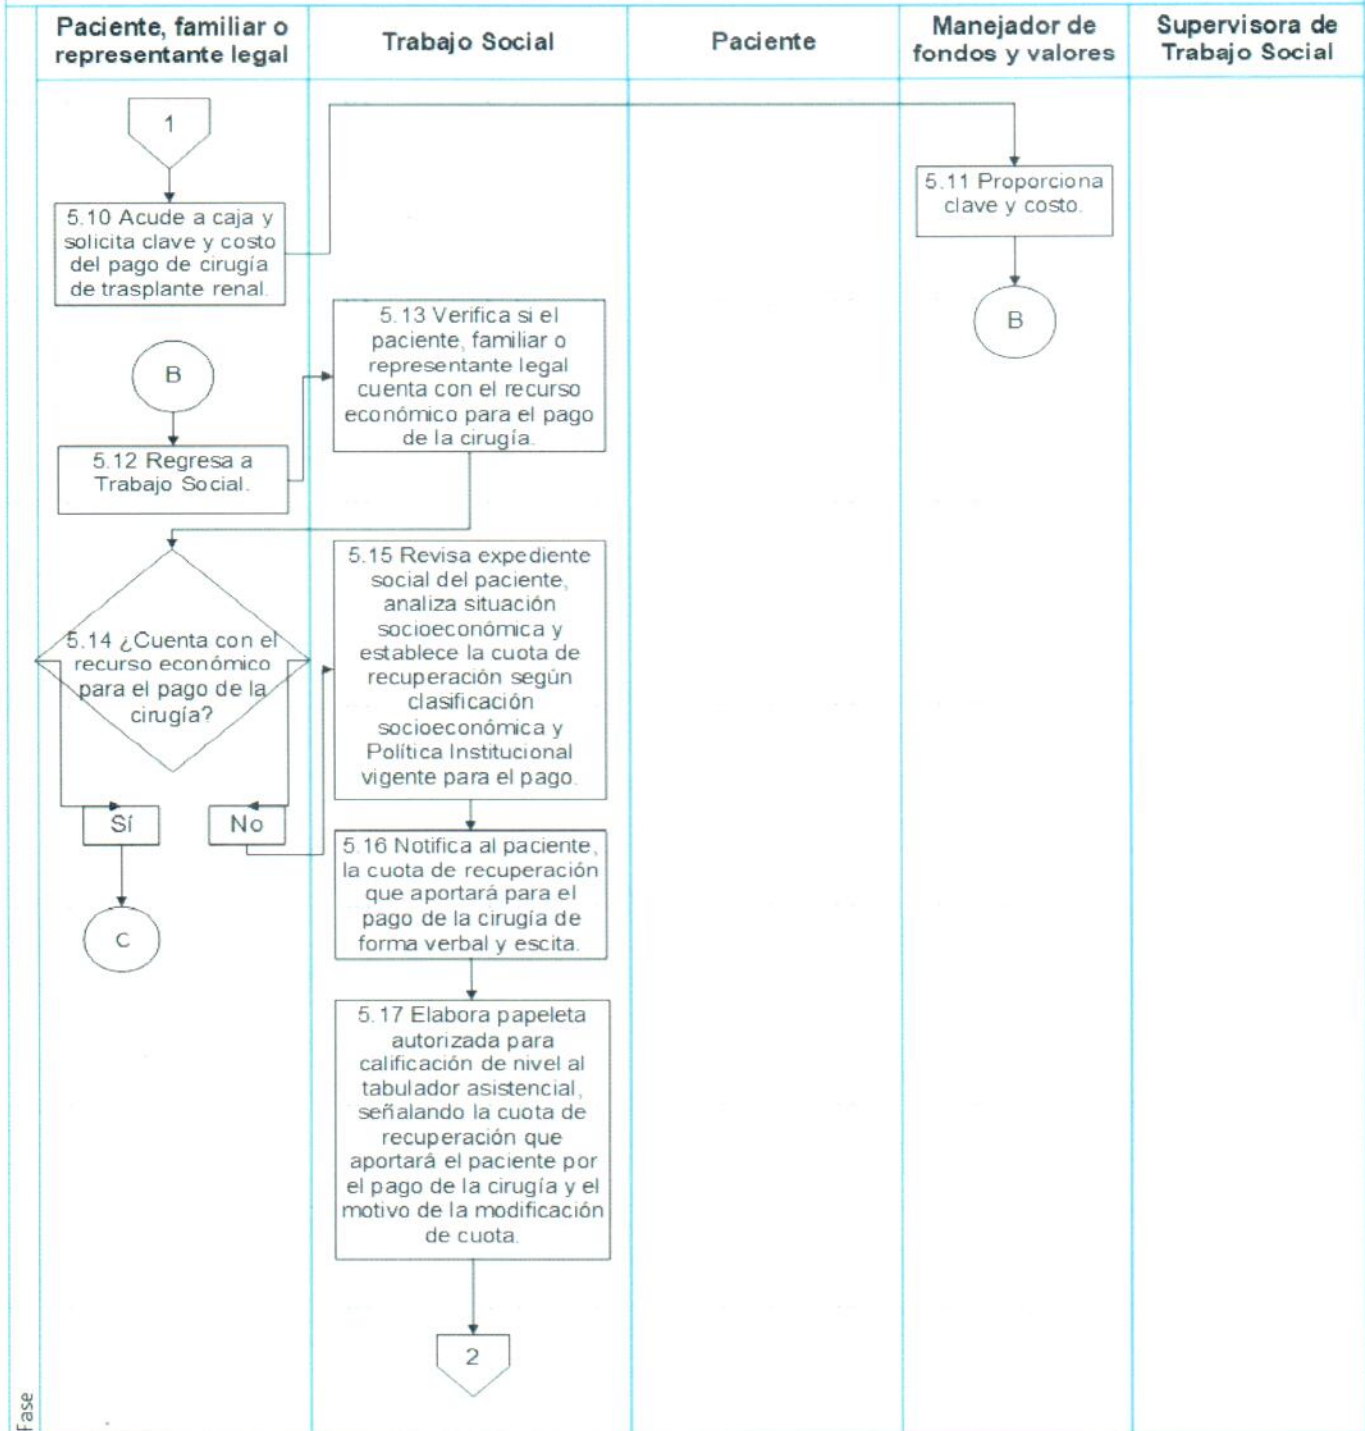 Paciente, familiar o
representante legal
Trabajo Social
Paciente
Manejador de
fondos y valores
Supervisora de
Trabajo Social
1
5.10 Acude a caja y
solicita clave y costo
del pago de cirugía
de trasplante renal.
5.11 Proporciona
clave y costo.
B
B
5.12 Regresa a
Trabajo Social.
5.13 Verifica si el
paciente, familiar o
representante legal
cuenta con el recurso
económico para el pago
de la cirugía.
5.14 ¿Cuenta con el
recurso económico
para el pago de la
cirugía?
Sí
No
C
5.15 Revisa expediente
social del paciente,
analiza situación
socioeconómica y
establece la cuota de
recuperación según
clasificación
socioeconómica y
Política Institucional
vigente para el pago.
5.16 Notifica al paciente,
la cuota de recuperación
que aportará para el
pago de la cirugía de
forma verbal y escita.
5.17 Elabora papeleta
autorizada para
calificación de nivel al
tabulador asistencial,
señalando la cuota de
recuperación que
aportará el paciente por
el pago de la cirugía y el
motivo de la modificación
de cuota.
2
Fase